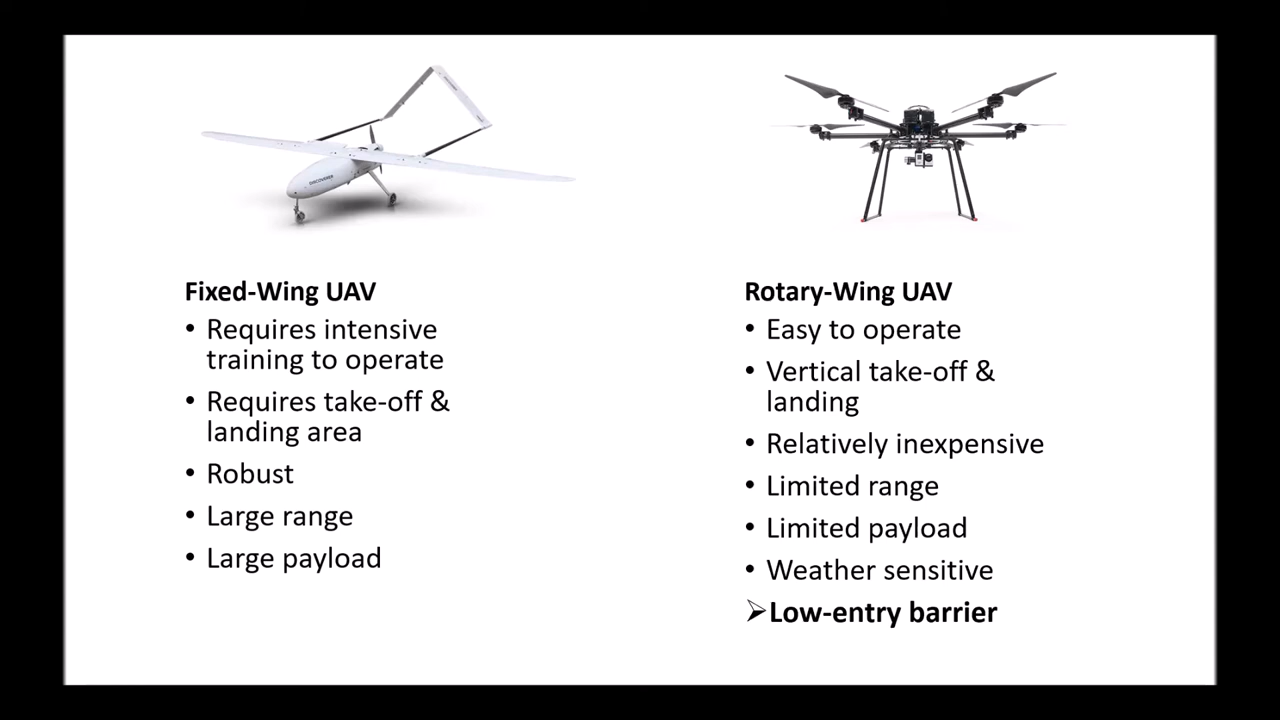 DISCOVERER
Fixed-Wing UAV
• Requires intensive
training to operate
• Requires take-off &
landing area
• Robust
• Large range
• Large payload
Rotary-Wing UAV
• Easy to operate
• Vertical take-off &
landing
• Relatively inexpensive
• Limited range
• Limited payload
• Weather sensitive
➢Low-entry barrier